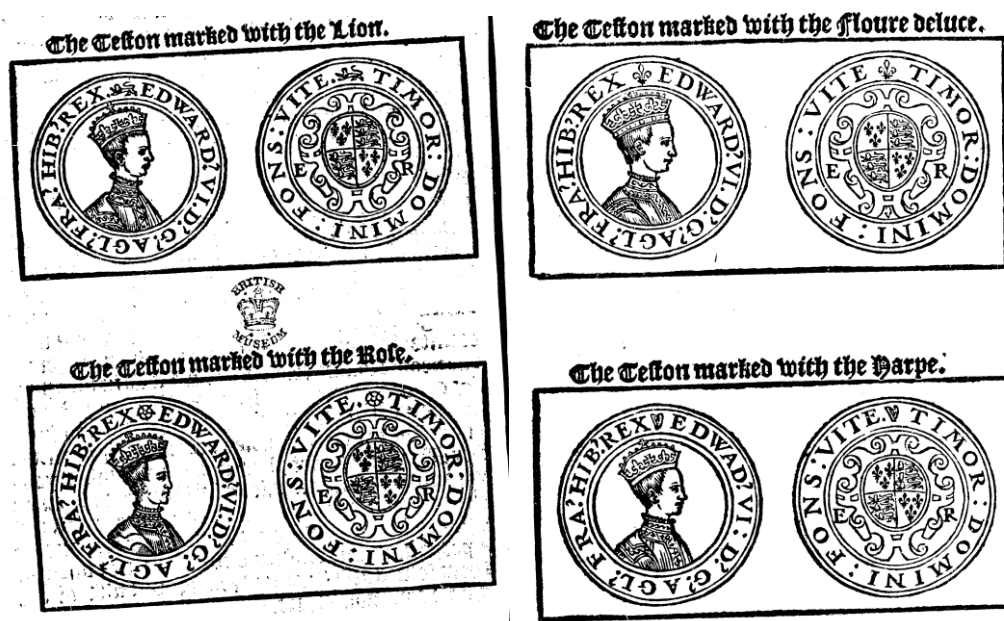 The Teston marked with the Lion.
EDWARD? VI. D? G? AGL? FRA? HIB? REX
TIMOR: DOMINI: FONS: VITE.
E R
BRITISH
MUSEUM
The Teston marked with the Rose.
EDWARD? VI: D? G? AGL? FRA? HIB? REX
TIMOR: DOMINI: FONS: VITE.
E R
The Teston marked with the Floure deluce.
EDWARD? VI. D? G? AGL? FRA? HIB? REX
TIMOR: DOMINI: FONS: VITE
E R
The Teston marked with the Harpe.
EDWAD? VI: D? G? AGL? FRA? HIB? REX
TIMOR: DOMINI: FONS: VITE.
E R